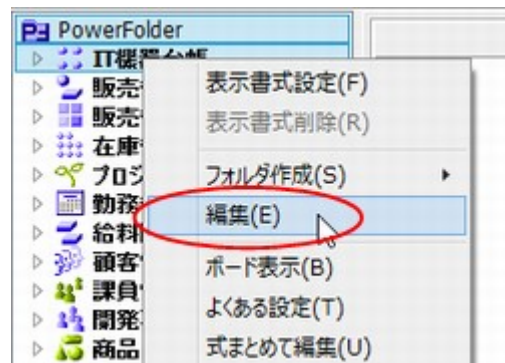 PowerFolder
IT機器台帳
販売
販売
在庫
プロジ
勤務
給料
顧客
課員
開発
商品
表示書式設定(F)
表示書式削除(R)
フォルダ作成(S)
編集(E)
ボード表示(B)
よくある設定(T)
式まとめて編集(U)